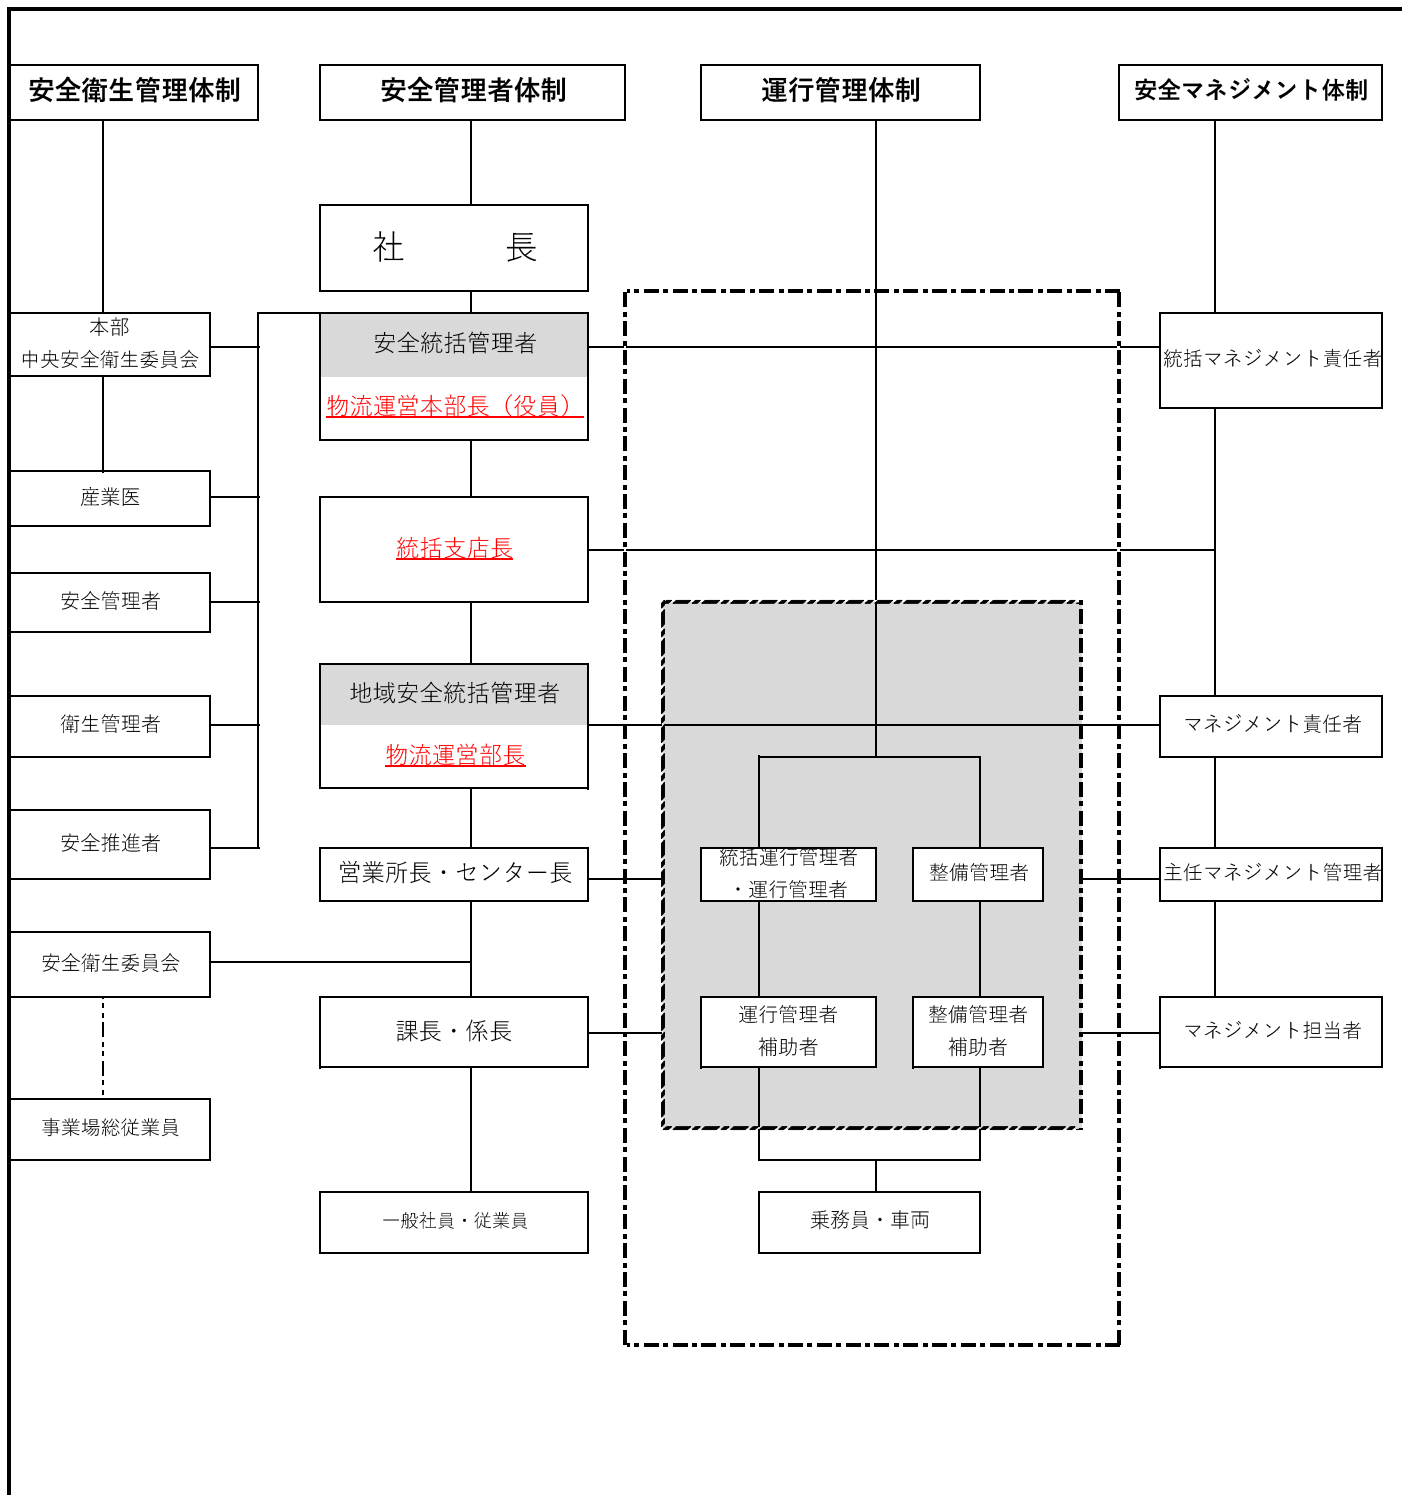 安全衛生管理体制
安全管理者体制
運行管理体制
安全マネジメント体制
社　　　長
本部
中央安全衛生委員会
安全統括管理者
物流運営本部長（役員）
統括マネジメント責任者
産業医
統括支店長
安全管理者
衛生管理者
地域安全統括管理者
物流運営部長
マネジメント責任者
安全推進者
営業所長・センター長
統括運行管理者
・運行管理者
整備管理者
主任マネジメント管理者
安全衛生委員会
課長・係長
運行管理者
補助者
整備管理者
補助者
マネジメント担当者
事業場総従業員
一般社員・従業員
乗務員・車両